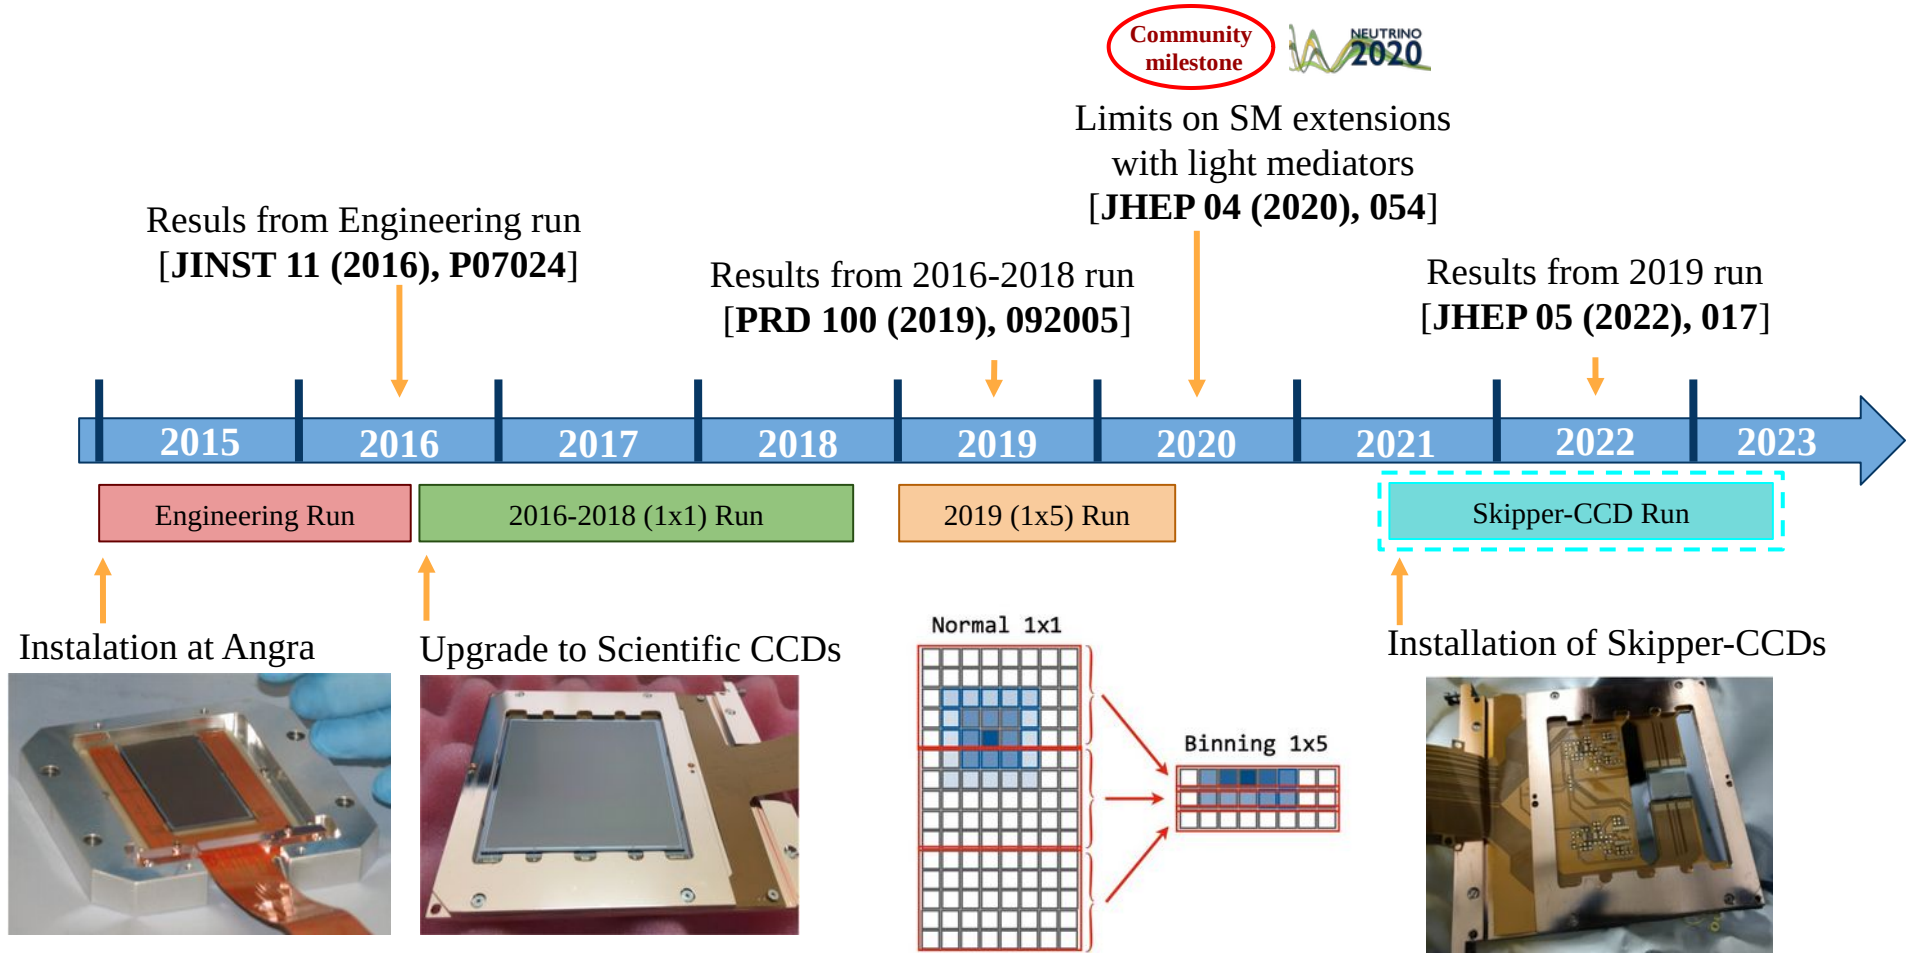 Community
milestone
NEUTRINO
2020
Limits on SM extensions
with light mediators
[JHEP 04 (2020), 054]
Resuls from Engineering run
[JINST 11 (2016), P07024]
Results from 2016-2018 run
[PRD 100 (2019), 092005]
Results from 2019 run
[JHEP 05 (2022), 017]
2015
2016
2017
2018
2019
2020
2021
2022
2023
Engineering Run
2016-2018 (1x1) Run
2019 (1x5) Run
Skipper-CCD Run
Instalation at Angra
Upgrade to Scientific CCDs
Normal 1x1
Binning 1x5
Installation of Skipper-CCDs